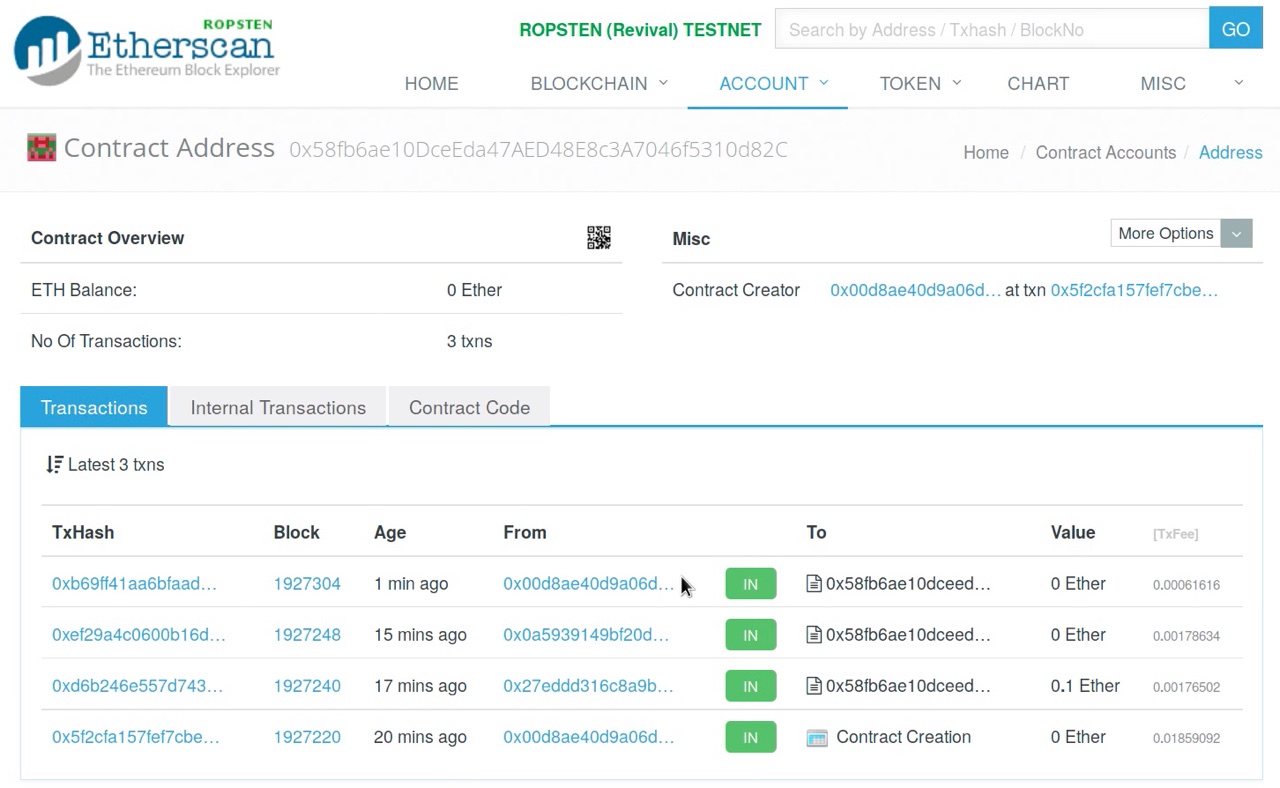 ROPSTEN
Etherscan
The Ethereum Block Explorer
ROPSTEN (Revival) TESTNET
Search by Address / Txhash / BlockNo
GO
HOME BLOCKCHAIN ACCOUNT TOKEN CHART MISC
Contract Address 0x58fb6ae10DceEda47AED48E8c3A7046f5310d82C
Home / Contract Accounts / Address
Contract Overview
ETH Balance: 0 Ether
No Of Transactions: 3 txns
Misc
More Options
Contract Creator 0x00d8ae40d9a06d... at txn 0x5f2cfa157fef7cbe...
Transactions Internal Transactions Contract Code
Latest 3 txns
TxHash Block Age From To Value [TxFee]
0xb69ff41aa6bfaad... 1927304 1 min ago 0x00d8ae40d9a06d... IN 0x58fb6ae10dceed... 0 Ether 0.00061616
0xef29a4c0600b16d... 1927248 15 mins ago 0x0a5939149bf20d... IN 0x58fb6ae10dceed... 0 Ether 0.00178634
0xd6b246e557d743... 1927240 17 mins ago 0x27eddd316c8a9b... IN 0x58fb6ae10dceed... 0.1 Ether 0.00176502
0x5f2cfa157fef7cbe... 1927220 20 mins ago 0x00d8ae40d9a06d... IN Contract Creation 0 Ether 0.01859092